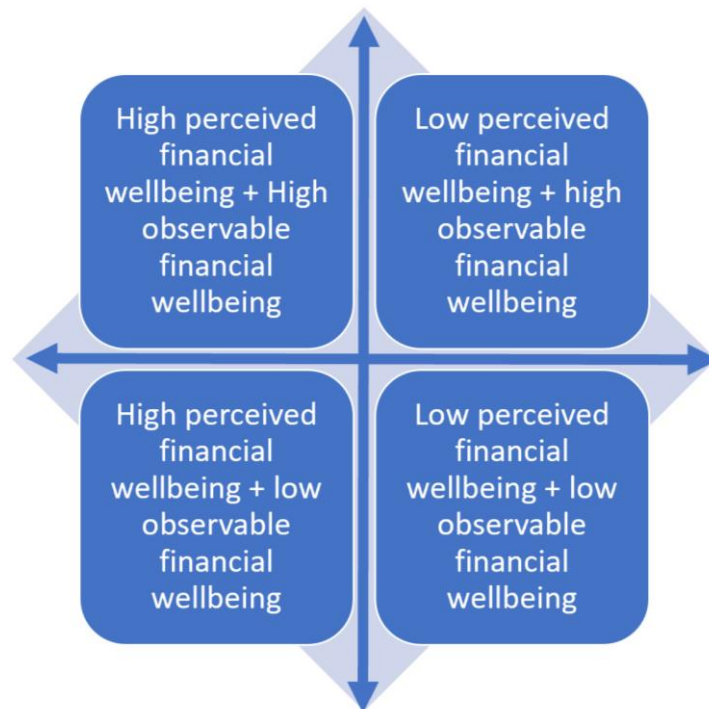 High perceived
financial
wellbeing + High
observable
financial
wellbeing
Low perceived
financial
wellbeing + high
observable
financial
wellbeing
High perceived
financial
wellbeing + low
observable
financial
wellbeing
Low perceived
financial
wellbeing + low
observable
financial
wellbeing